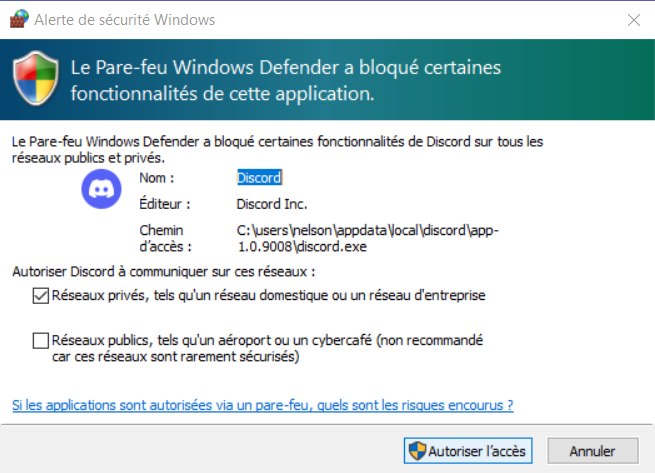 Alerte de sécurité Windows
Le Pare-feu Windows Defender a bloqué certaines
fonctionnalités de cette application.
Le Pare-feu Windows Defender a bloqué certaines fonctionnalités de Discord sur tous les
réseaux publics et privés.
Nom : Discord
Éditeur : Discord Inc.
Chemin C:\users\nelson\appdata\local\discord\app-
d'accès : 1.0.9008\discord.exe
Autoriser Discord à communiquer sur ces réseaux :
Réseaux privés, tels qu'un réseau domestique ou un réseau d'entreprise
Réseaux publics, tels qu'un aéroport ou un cybercafé (non recommandé
car ces réseaux sont rarement sécurisés)
Si les applications sont autorisées via un pare-feu, quels sont les risques encourus ?
Autoriser l'accès Annuler